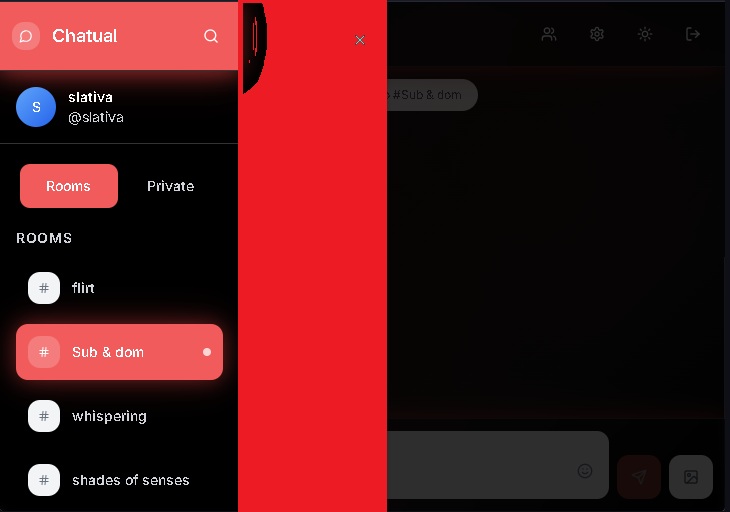 Chatual
S
slativa
@slativa
Rooms
Private
ROOMS
# flirt
# Sub & dom
# whispering
# shades of senses
#Sub & dom